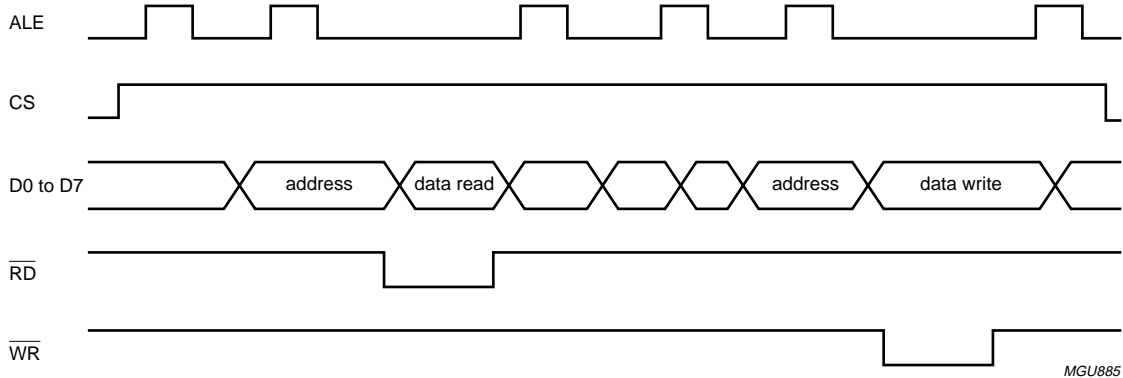 ALE
CS
D0 to D7
address
data read
address
data write
RD
WR
MGU885